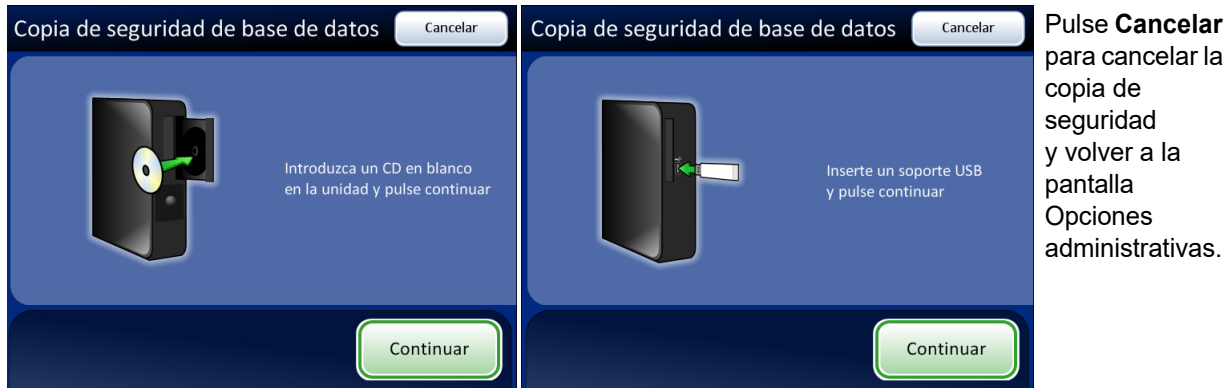 Copia de seguridad de base de datos
Cancelar
Introduzca un CD en blanco
en la unidad y pulse continuar
Continuar
Copia de seguridad de base de datos
Cancelar
Inserte un soporte USB
y pulse continuar
Continuar
Pulse Cancelar
para cancelar la
copia de
seguridad
y volver a la
pantalla
Opciones
administrativas.